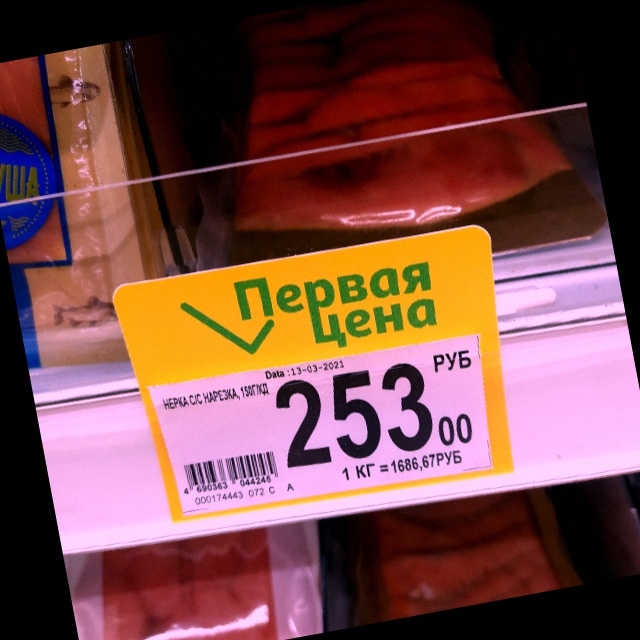 УША
Первая
цена
Data :13-03-2021
РУБ
НЕРКА С/С НАРЕЗКА, 150Г?КД
253 00
1 КГ =1686,67РУБ
4 690363 044245
000174443 072 С А